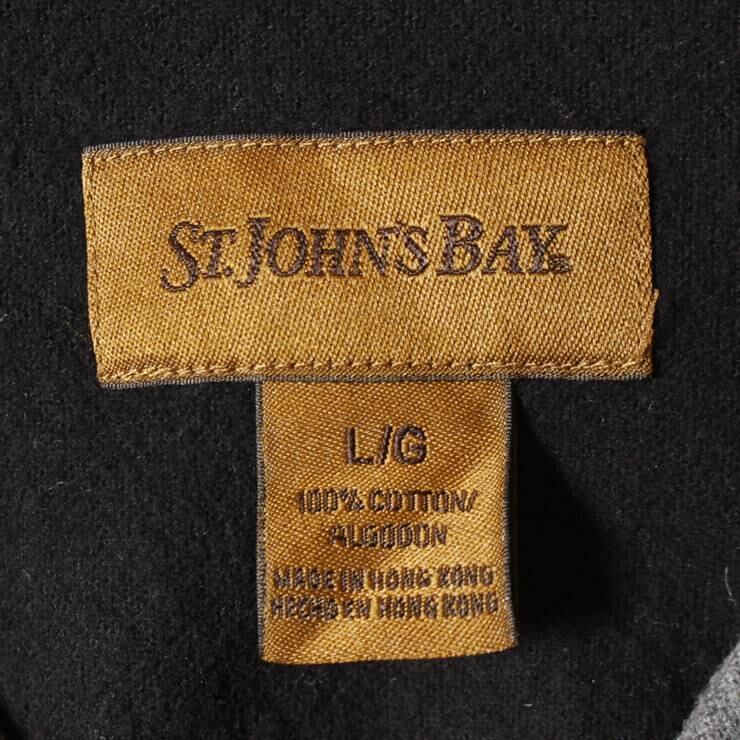 ST. JOHN'S BAY®
L/G
100% COTTON/
ALGODON
MADE IN HONG KONG
HECHO EN HONG KONG